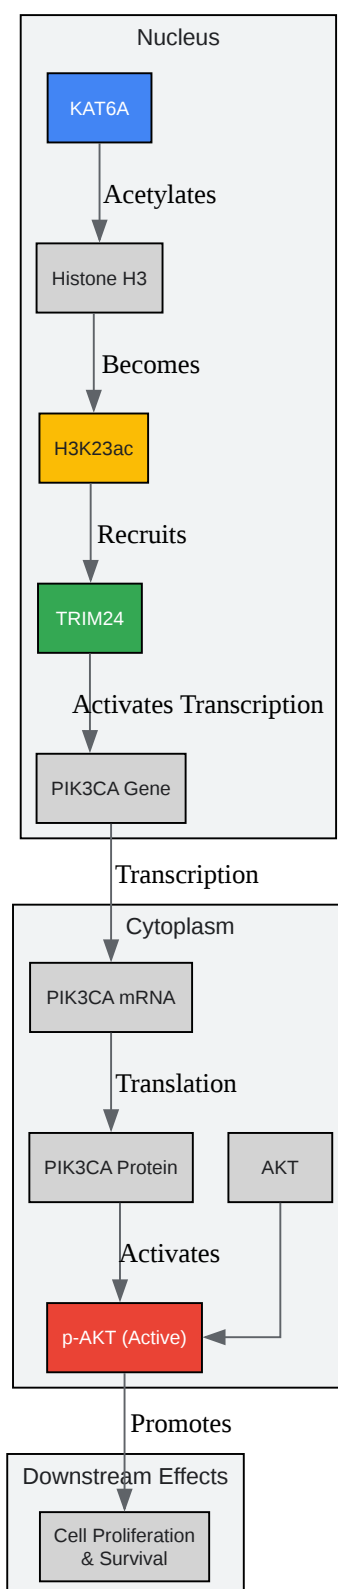 Nucleus
KAT6A
Acetylates
Histone H3
Becomes
H3K23ac
Recruits
TRIM24
Activates Transcription
PIK3CA Gene
Transcription
Cytoplasm
PIK3CA mRNA
Translation
PIK3CA Protein
AKT
Activates
p-AKT (Active)
Promotes
Downstream Effects
Cell Proliferation
& Survival